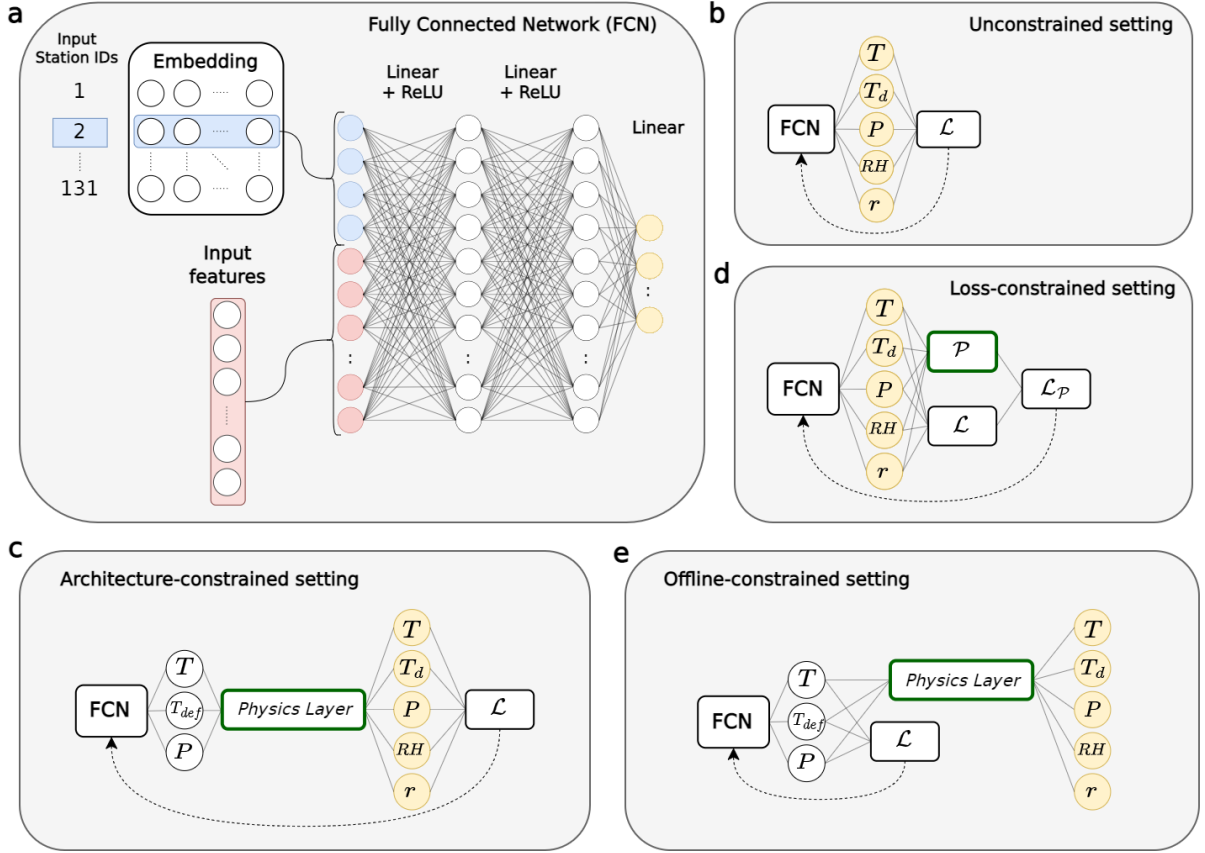 a
Fully Connected Network (FCN)
Input
Station IDs
1
2
131
Embedding
Linear
+ ReLU
Linear
+ ReLU
Linear
Input
features
b
Unconstrained setting
FCN
T
T_d
P
RH
r
ℒ
d
Loss-constrained setting
FCN
T
T_d
P
RH
r
𝒫
ℒ
ℒ_𝒫
c
Architecture-constrained setting
FCN
T
T_def
P
Physics Layer
T
T_d
P
RH
r
ℒ
e
Offline-constrained setting
FCN
T
T_def
P
ℒ
Physics Layer
T
T_d
P
RH
r